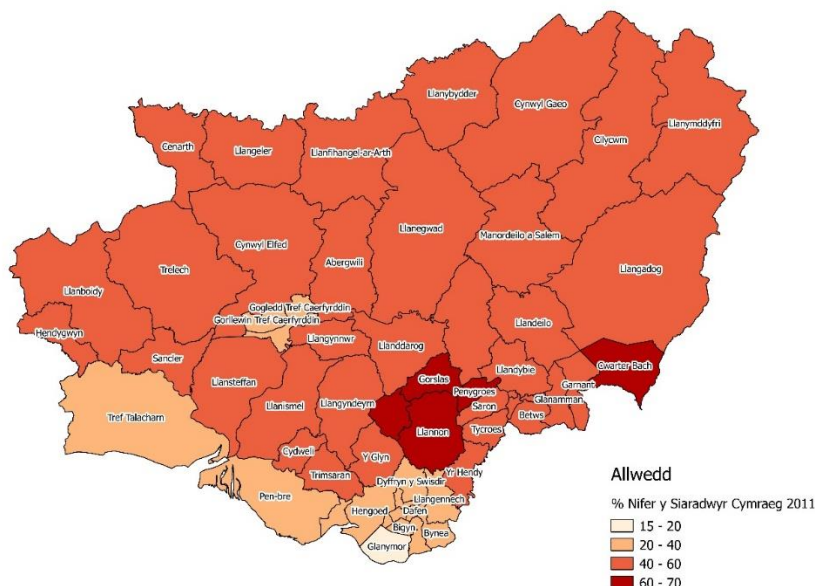 Llanybydder
Cynwyl Gaeo
Llanymddyfri
Cenarth
Llangeler
Llanfihangel-ar-Arth
Cilycwm
Llanegwad
Cynwyl Elfed
Manordeilo a Salem
Trelech
Abergwili
Llangadog
Llanboidy
Gogledd Tref Caerfyrddin
Gorllewin Tref Caerfyrddin
Llandeilo
Hendygwyn
Llangynnwr
Llanddarog
Sancler
Cwarter Bach
Llandybie
Gorslas
Garnant
Llansteffan
Penygroes
Llanismel
Llangyndeyrn
Saron
Glanamman
Tref Talacharn
Betws
Llannon
Tycroes
Cydweli
Y Glyn
Trimsaran
Yr Hendy
Dyffryn y Swisdir
Pen-bre
Llangennech
Hengoed
Dafen
Bigyn
Bynea
Glanymor
Allwedd
% Nifer y Siaradwyr Cymraeg 2011
15 - 20
20 - 40
40 - 60
60 - 70